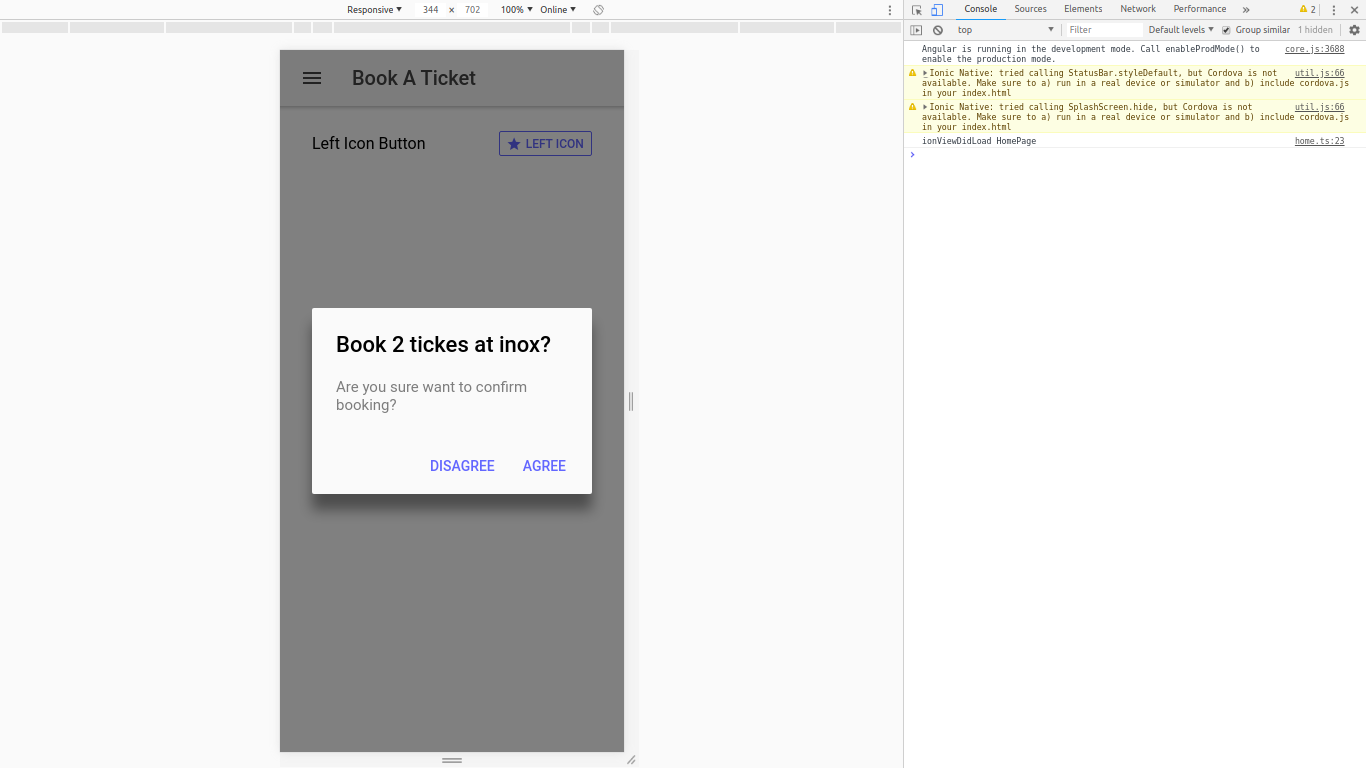 Responsive 344 × 702 100% Online
Console Sources Elements Network Performance » 2
top Filter Default levels Group similar 1 hidden
Book A Ticket
Left Icon Button LEFT ICON
Book 2 tickes at inox?
Are you sure want to confirm
booking?
DISAGREE AGREE
Angular is running in the development mode. Call enableProdMode() to core.js:3688
enable the production mode.
Ionic Native: tried calling StatusBar.styleDefault, but Cordova is not util.js:66
available. Make sure to a) run in a real device or simulator and b) include cordova.js
in your index.html
Ionic Native: tried calling SplashScreen.hide, but Cordova is not util.js:66
available. Make sure to a) run in a real device or simulator and b) include cordova.js
in your index.html
ionViewDidLoad HomePage home.ts:23